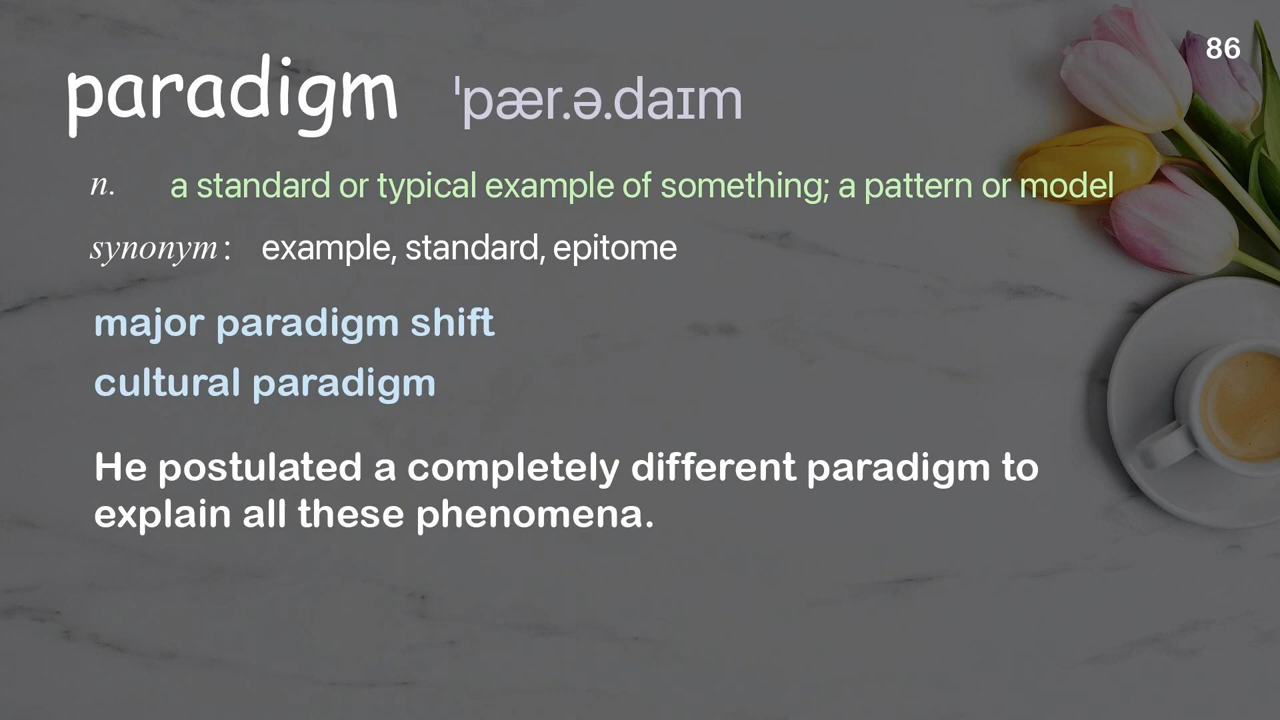 86
paradigm ˈpær.ə.daɪm
n. a standard or typical example of something; a pattern or model
synonym: example, standard, epitome
major paradigm shift
cultural paradigm
He postulated a completely different paradigm to
explain all these phenomena.